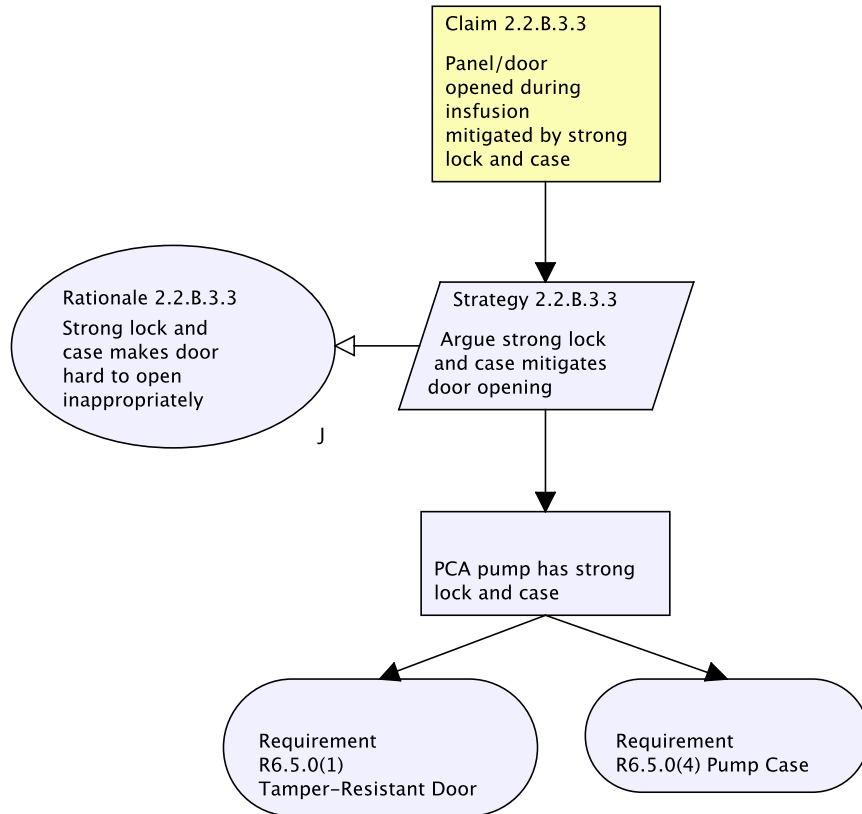 Claim 2.2.B.3.3
Panel/door
opened during
insfusion
mitigated by strong
lock and case
Rationale 2.2.B.3.3
Strong lock and
case makes door
hard to open
inappropriately
J
Strategy 2.2.B.3.3
Argue strong lock
and case mitigates
door opening
PCA pump has strong
lock and case
Requirement
R6.5.0(1)
Tamper-Resistant Door
Requirement
R6.5.0(4) Pump Case